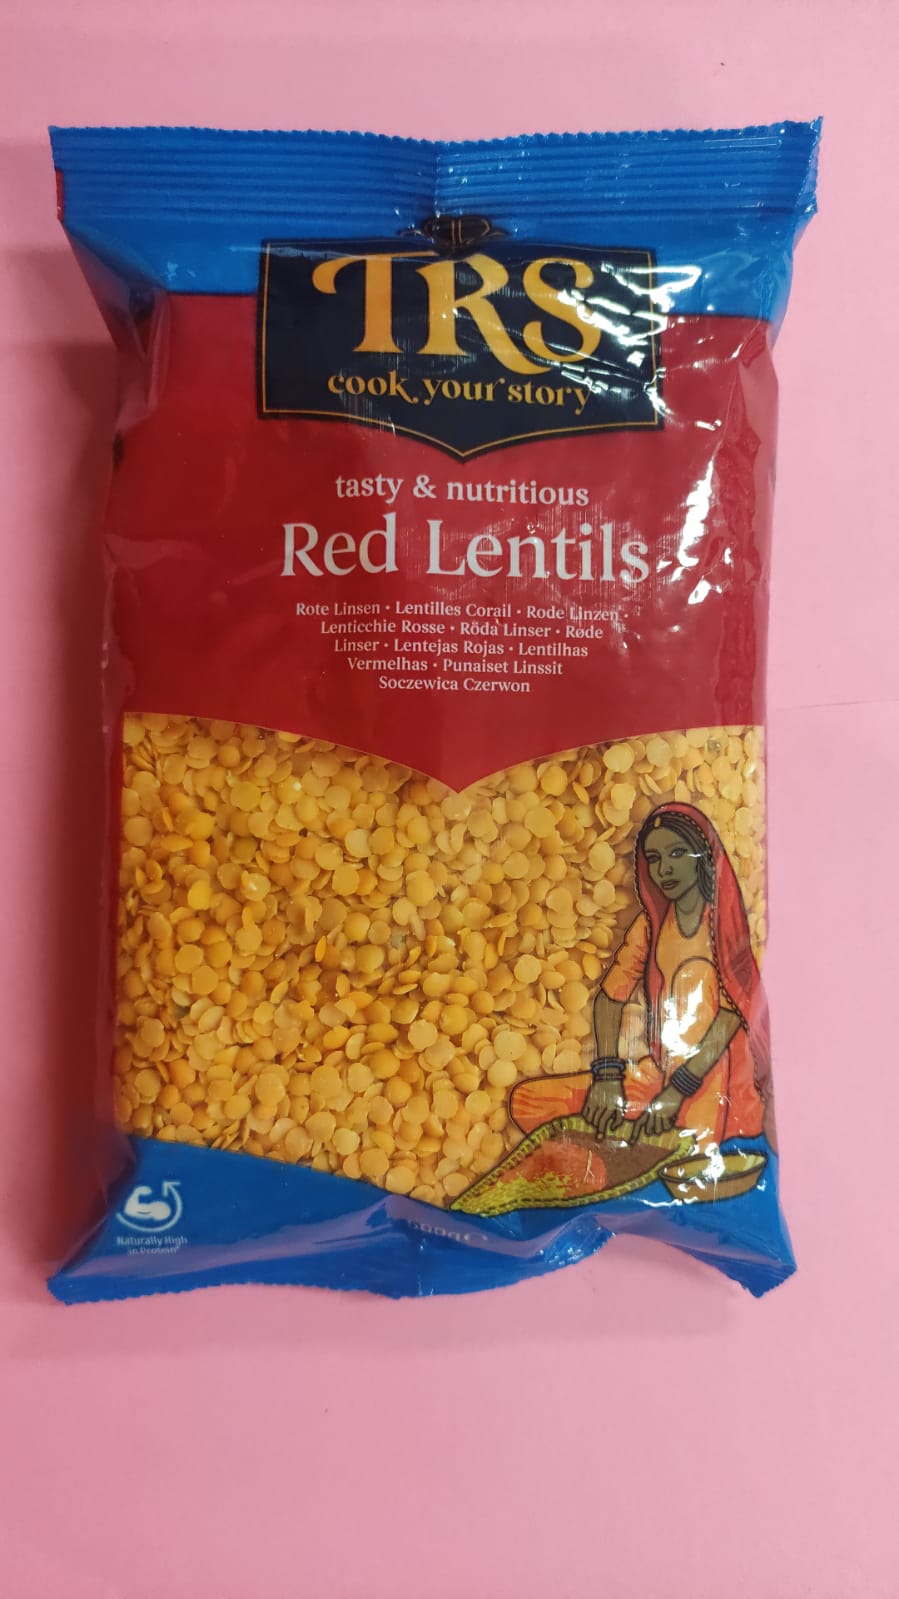 TRS
cook your story
tasty & nutritious
Red Lentils
Rote Linsen • Lentilles Corail • Rode Linzen •
Lenticchie Rosse • Röda Linser • Røde
Linser • Lentejas Rojas • Lentilhas
Vermelhas • Punaiset Linssit
Soczewica Czerwon
Naturally High
in Protein